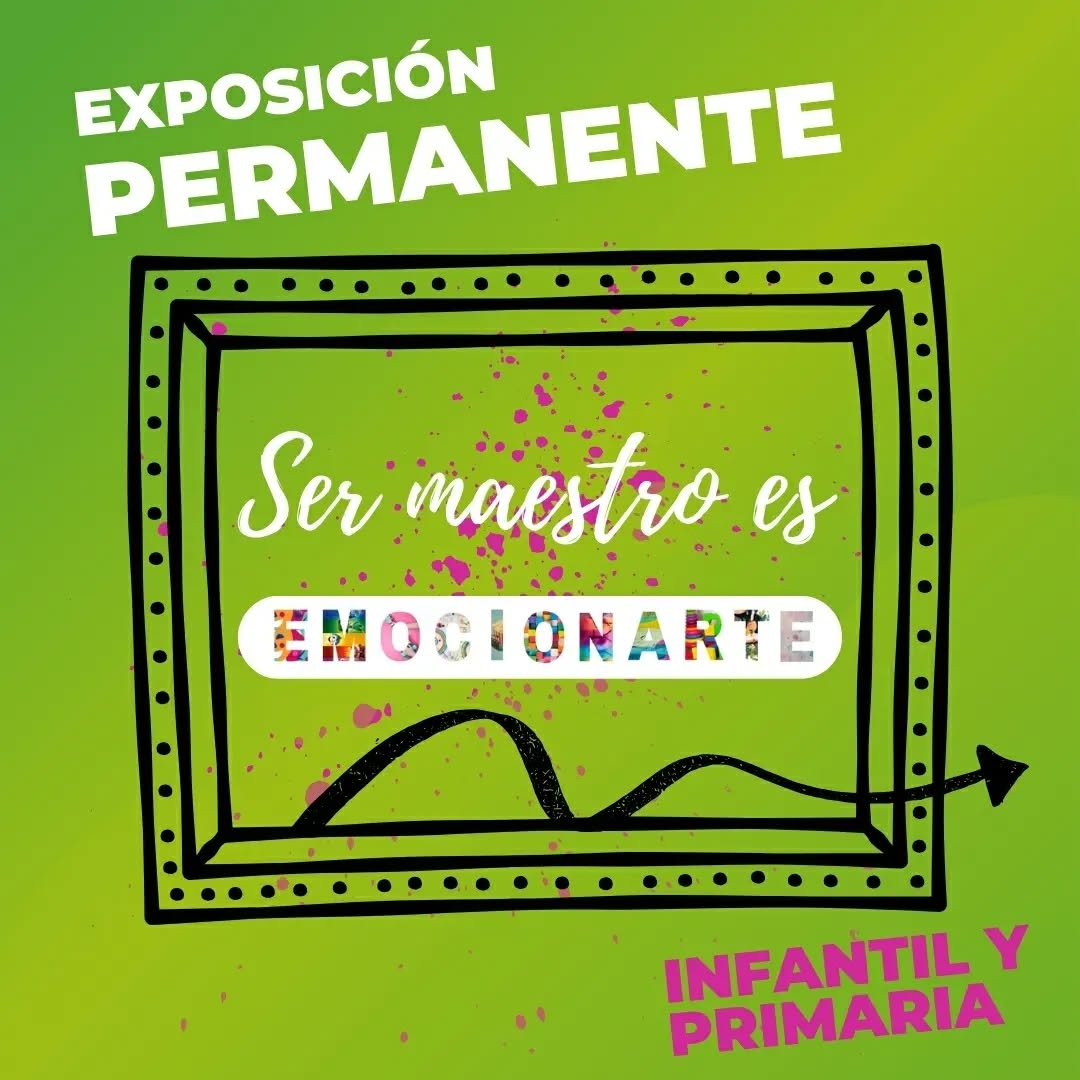 EXPOSICIÓN
PERMANENTE
Ser maestro es
EMOCIONARTE
INFANTIL Y
PRIMARIA